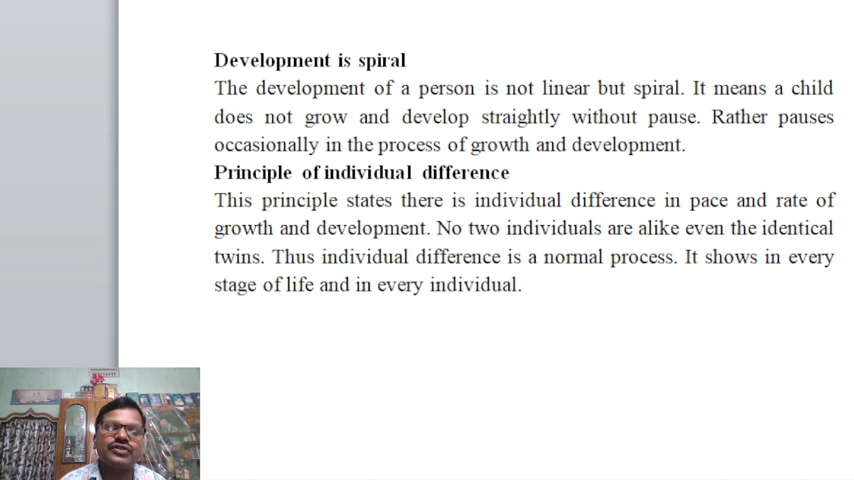 Development is spiral
The development of a person is not linear but spiral. It means a child
does not grow and develop straightly without pause. Rather pauses
occasionally in the process of growth and development.
Principle of individual difference
This principle states there is individual difference in pace and rate of
growth and development. No two individuals are alike even the identical
twins. Thus individual difference is a normal process. It shows in every
stage of life and in every individual.